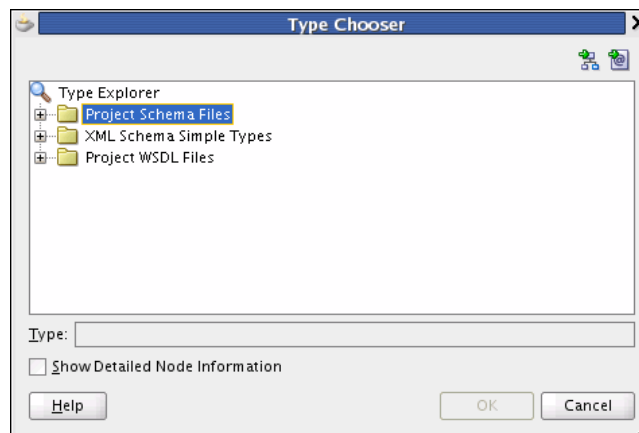 Type Chooser
Type Explorer
Project Schema Files
XML Schema Simple Types
Project WSDL Files
Type:
Show Detailed Node Information
Help
OK
Cancel